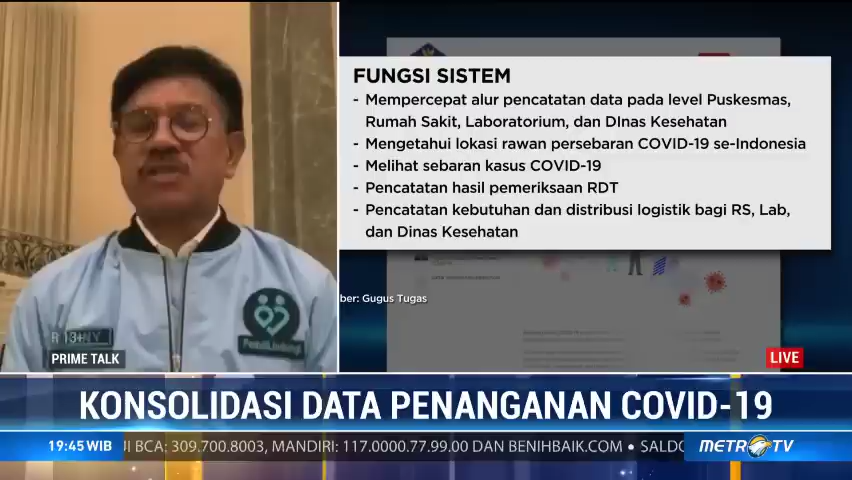 FUNGSI SISTEM
- Mempercepat alur pencatatan data pada level Puskesmas,
Rumah Sakit, Laboratorium, dan DInas Kesehatan
- Mengetahui lokasi rawan persebaran COVID-19 se-Indonesia
- Melihat sebaran kasus COVID-19
- Pencatatan hasil pemeriksaan RDT
- Pencatatan kebutuhan dan distribusi logistik bagi RS, Lab,
dan Dinas Kesehatan
ber: Gugus Tugas
R 13+
PeduliLindungi
PRIME TALK
LIVE
KONSOLIDASI DATA PENANGANAN COVID-19
19:45 WIB
I BCA: 309.700.8003, MANDIRI: 117.0000.77.99.00 DAN BENIHBAIK.COM • SALDO
METRO TV